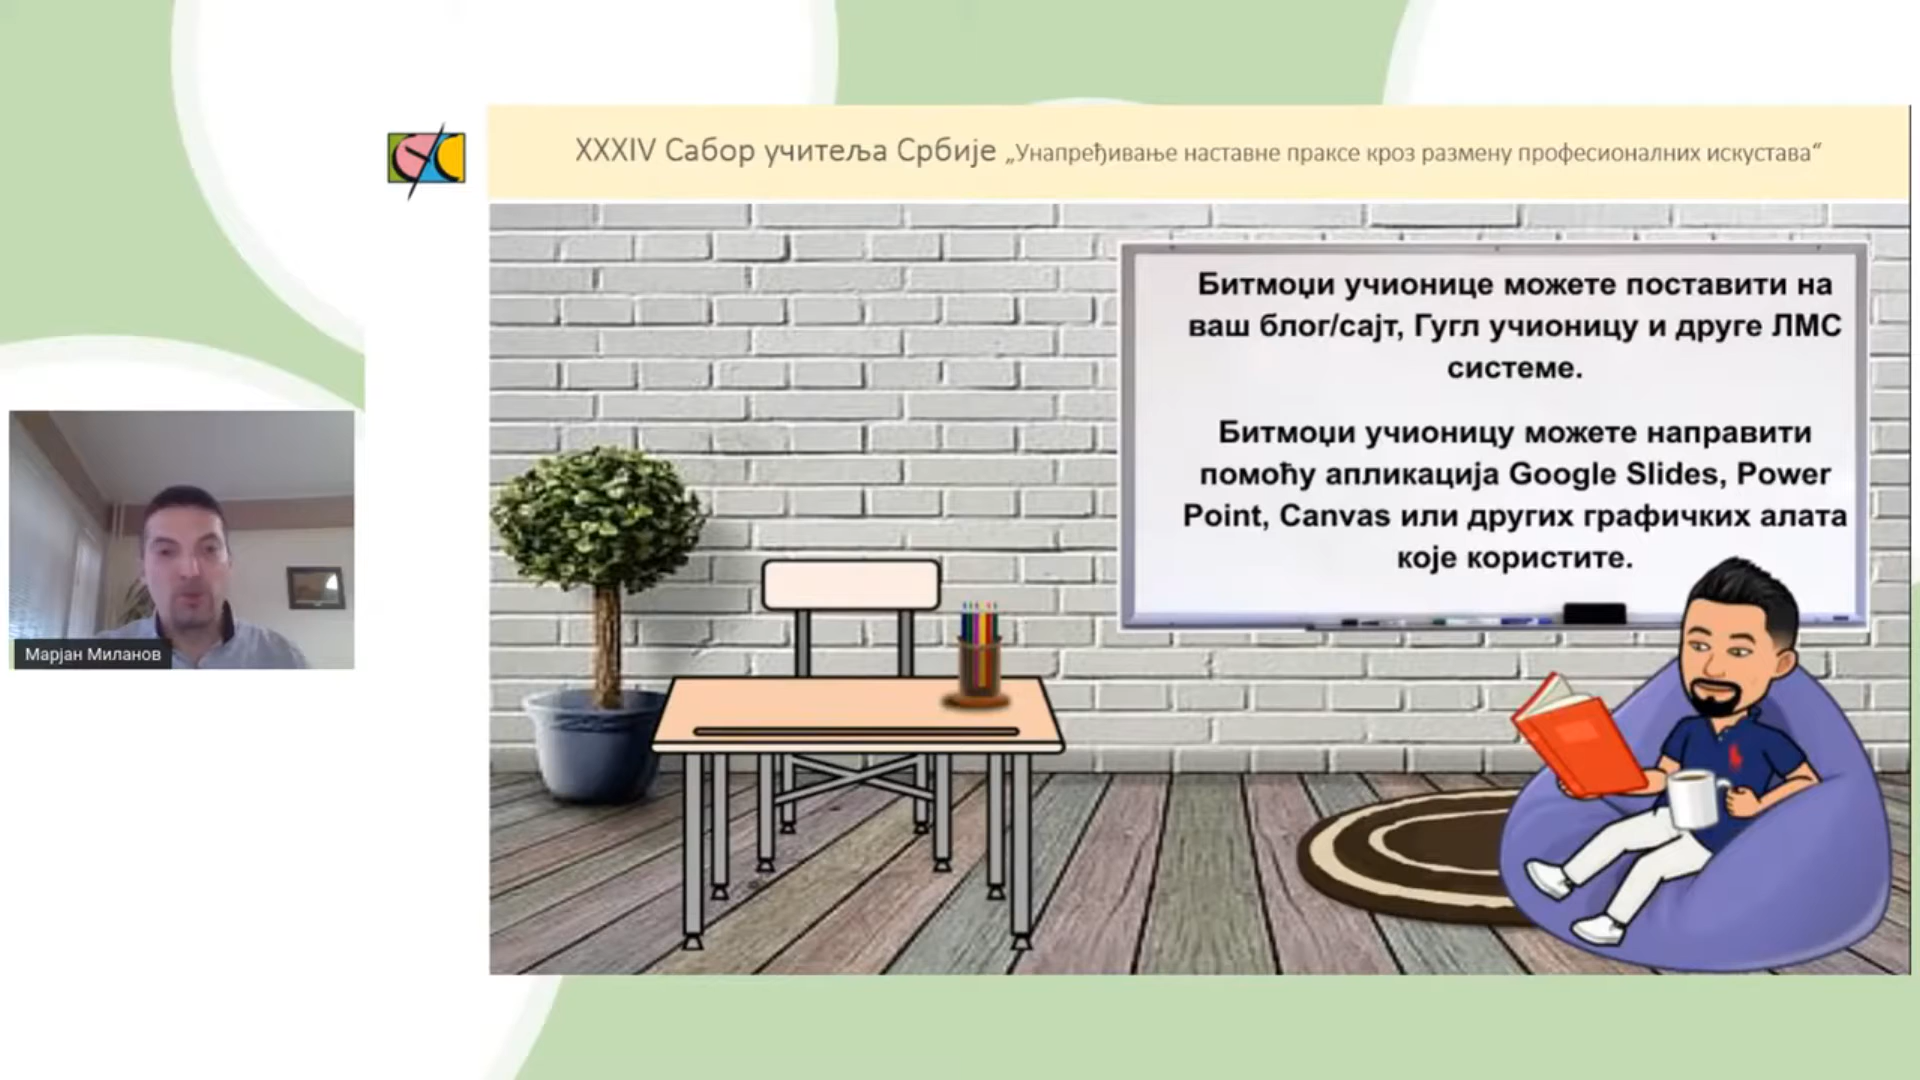 XXXIV Сабор учитеља Србије „Унапређивање наставне праксе кроз размену професионалних искустава“
Битмоџи учионице можете поставити на
ваш блог/сајт, Гугл учионицу и друге ЛМС
системе.
Битмоџи учионицу можете направити
помоћу апликација Google Slides, Power
Point, Canvas или других графичких алата
које користите.
Марјан Миланов